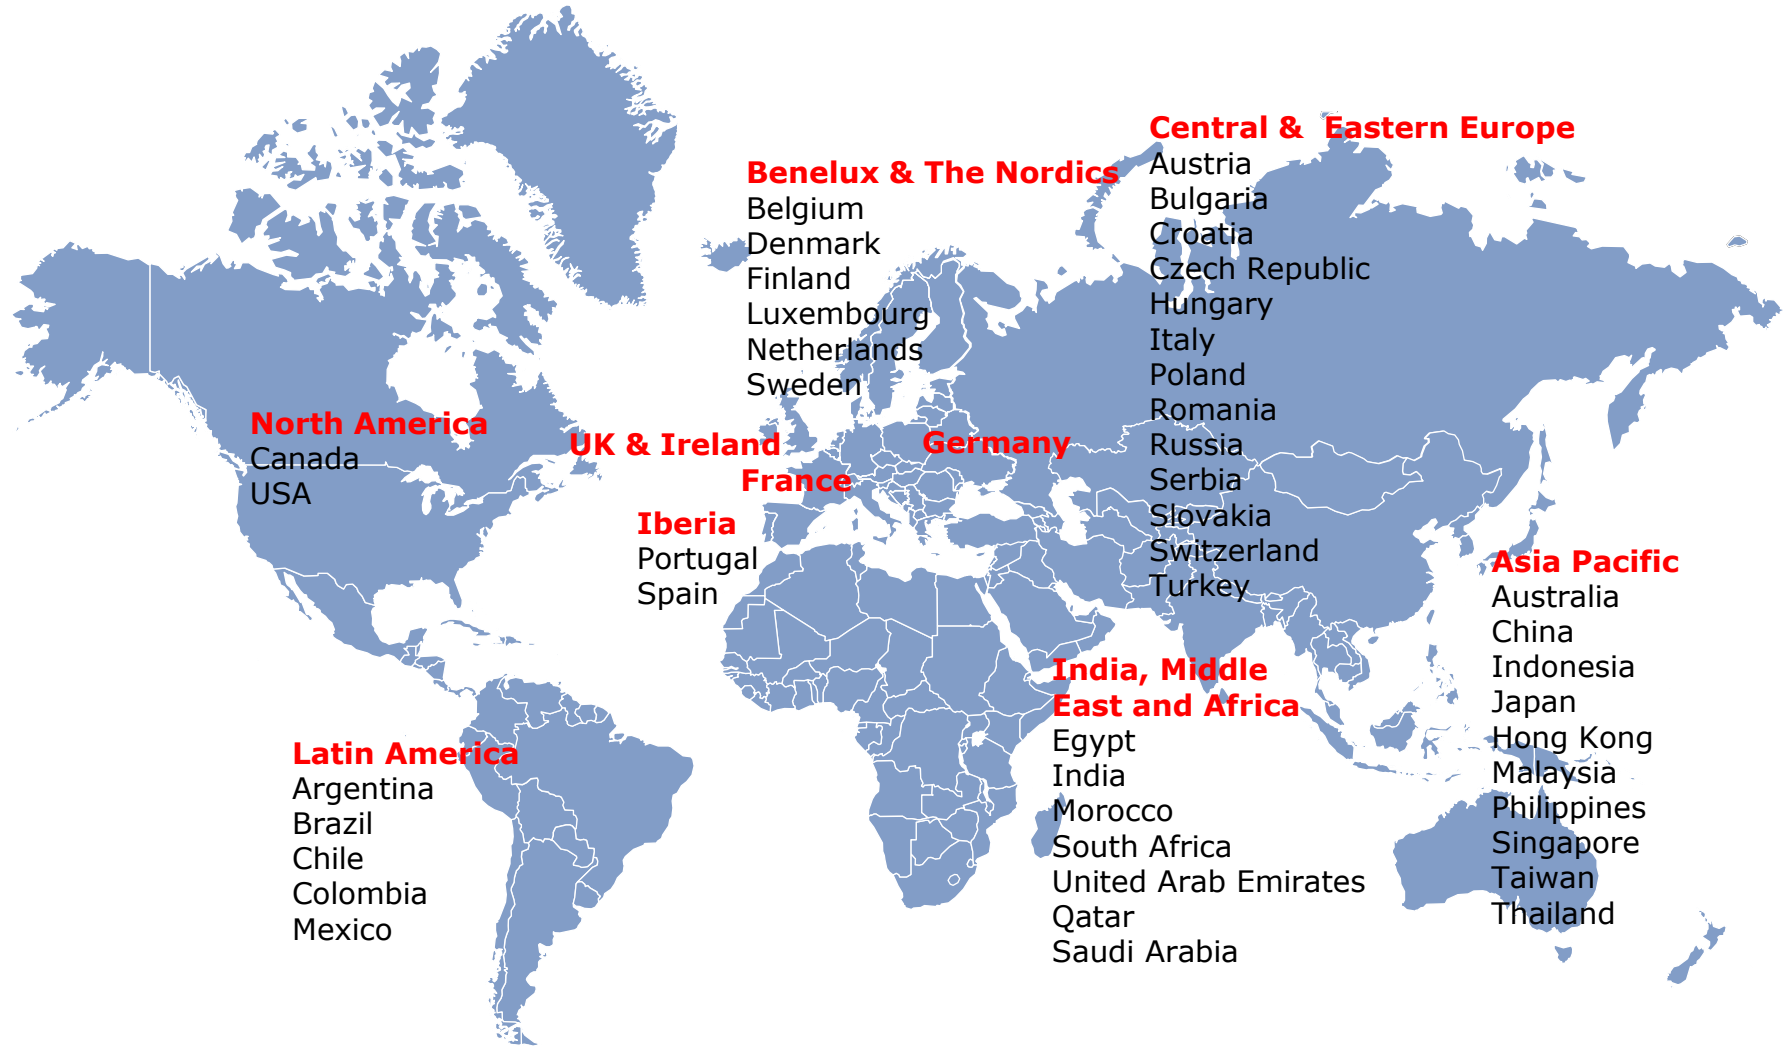 North America
Canada
USA
Latin America
Argentina
Brazil
Chile
Colombia
Mexico
UK & Ireland
France
Iberia
Portugal
Spain
Benelux & The Nordics
Belgium
Denmark
Finland
Luxembourg
Netherlands
Sweden
Germany
Central & Eastern Europe
Austria
Bulgaria
Croatia
Czech Republic
Hungary
Italy
Poland
Romania
Russia
Serbia
Slovakia
Switzerland
Turkey
India, Middle
East and Africa
Egypt
India
Morocco
South Africa
United Arab Emirates
Qatar
Saudi Arabia
Asia Pacific
Australia
China
Indonesia
Japan
Hong Kong
Malaysia
Philippines
Singapore
Taiwan
Thailand